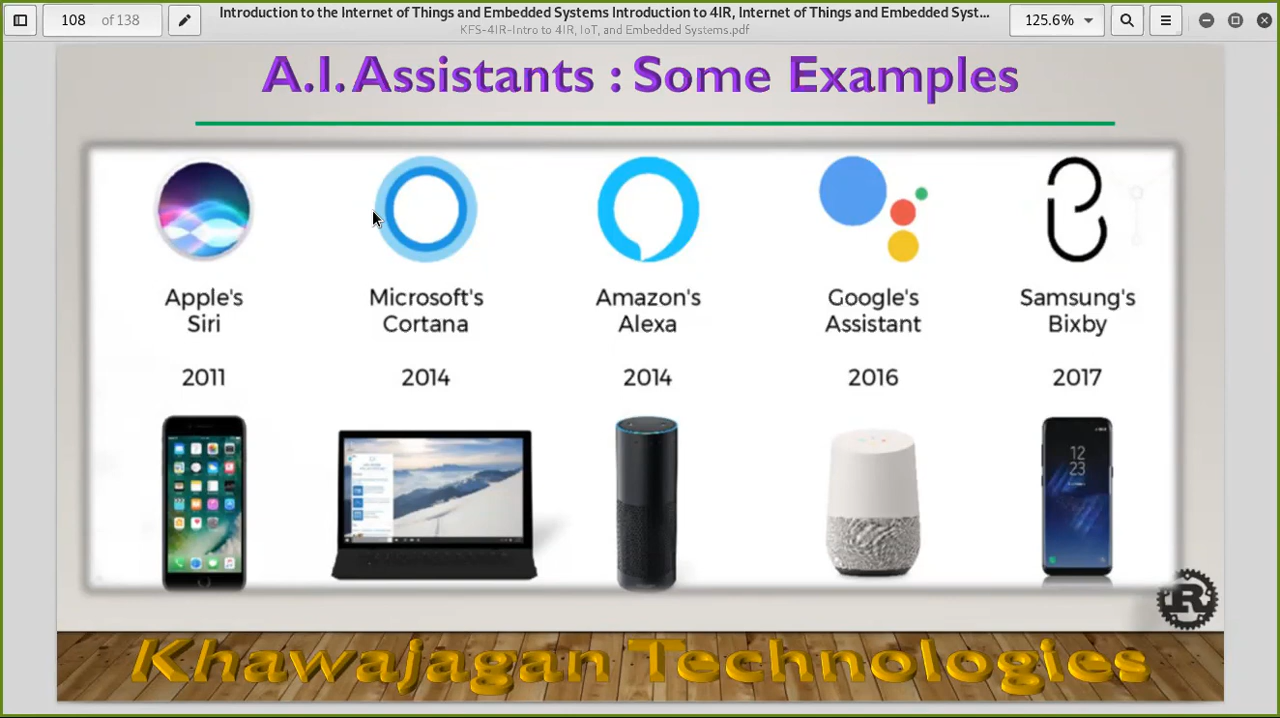 108 of 138
Introduction to the Internet of Things and Embedded Systems Introduction to 4IR, Internet of Things and Embedded Syst...
KFS-4IR-Intro to 4IR, IoT, and Embedded Systems.pdf
125.6%
A.I. Assistants : Some Examples
Apple's
Siri
2011
Microsoft's
Cortana
2014
Amazon's
Alexa
2014
Google's
Assistant
2016
Samsung's
Bixby
2017
12
23
R
Khawajagan Technologies